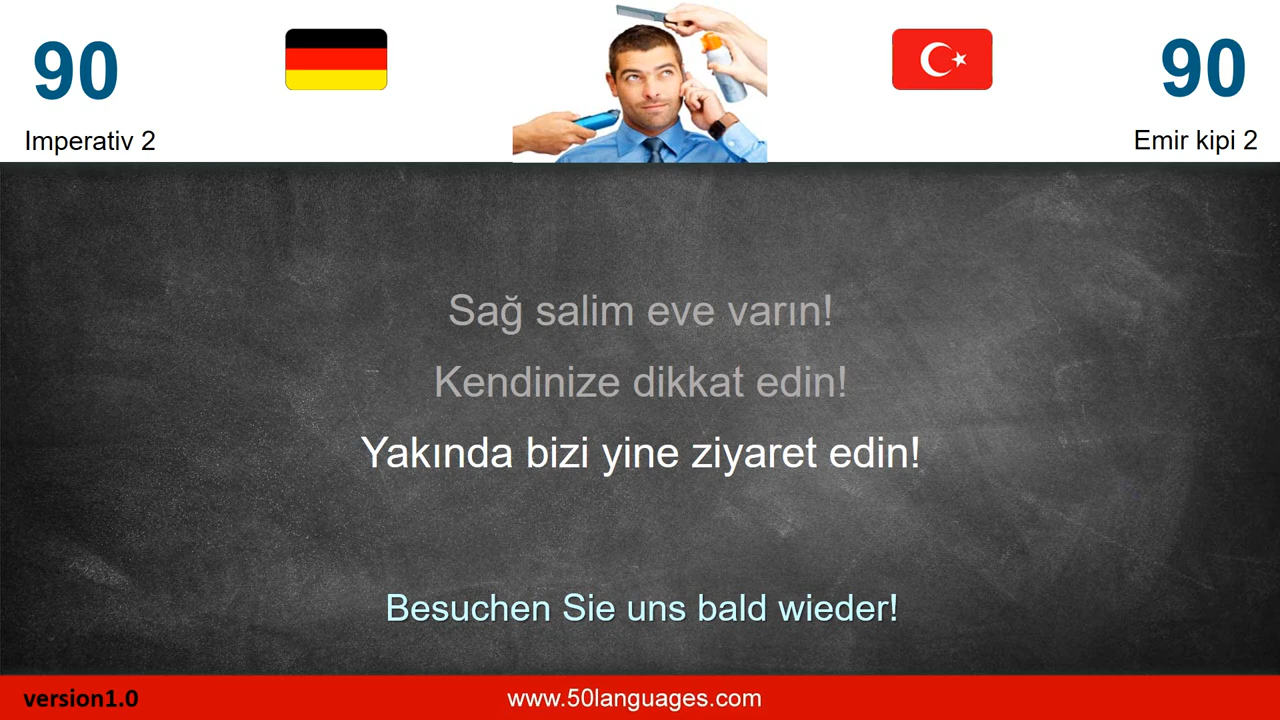 90
90
Imperativ 2
Emir kipi 2
Sağ salim eve varın!
Kendinize dikkat edin!
Yakında bizi yine ziyaret edin!
Besuchen Sie uns bald wieder!
version1.0
www.50languages.com